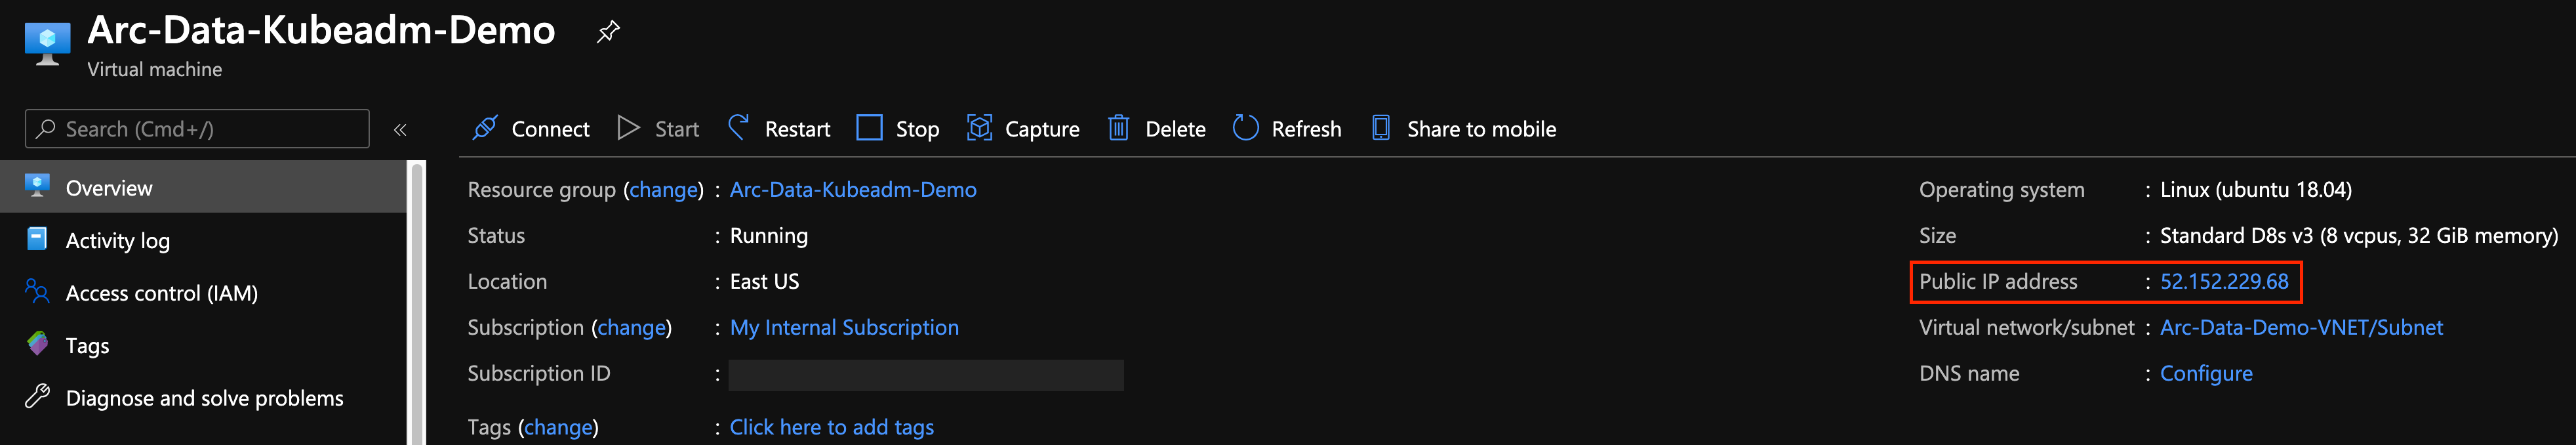 Arc-Data-Kubeadm-Demo
Virtual machine
Search (Cmd+/)
«
Connect Start Restart Stop Capture Delete Refresh Share to mobile
Overview
Activity log
Access control (IAM)
Tags
Diagnose and solve problems
Resource group (change) : Arc-Data-Kubeadm-Demo
Status : Running
Location : East US
Subscription (change) : My Internal Subscription
Subscription ID :
Tags (change) : Click here to add tags
Operating system : Linux (ubuntu 18.04)
Size : Standard D8s v3 (8 vcpus, 32 GiB memory)
Public IP address : 52.152.229.68
Virtual network/subnet : Arc-Data-Demo-VNET/Subnet
DNS name : Configure